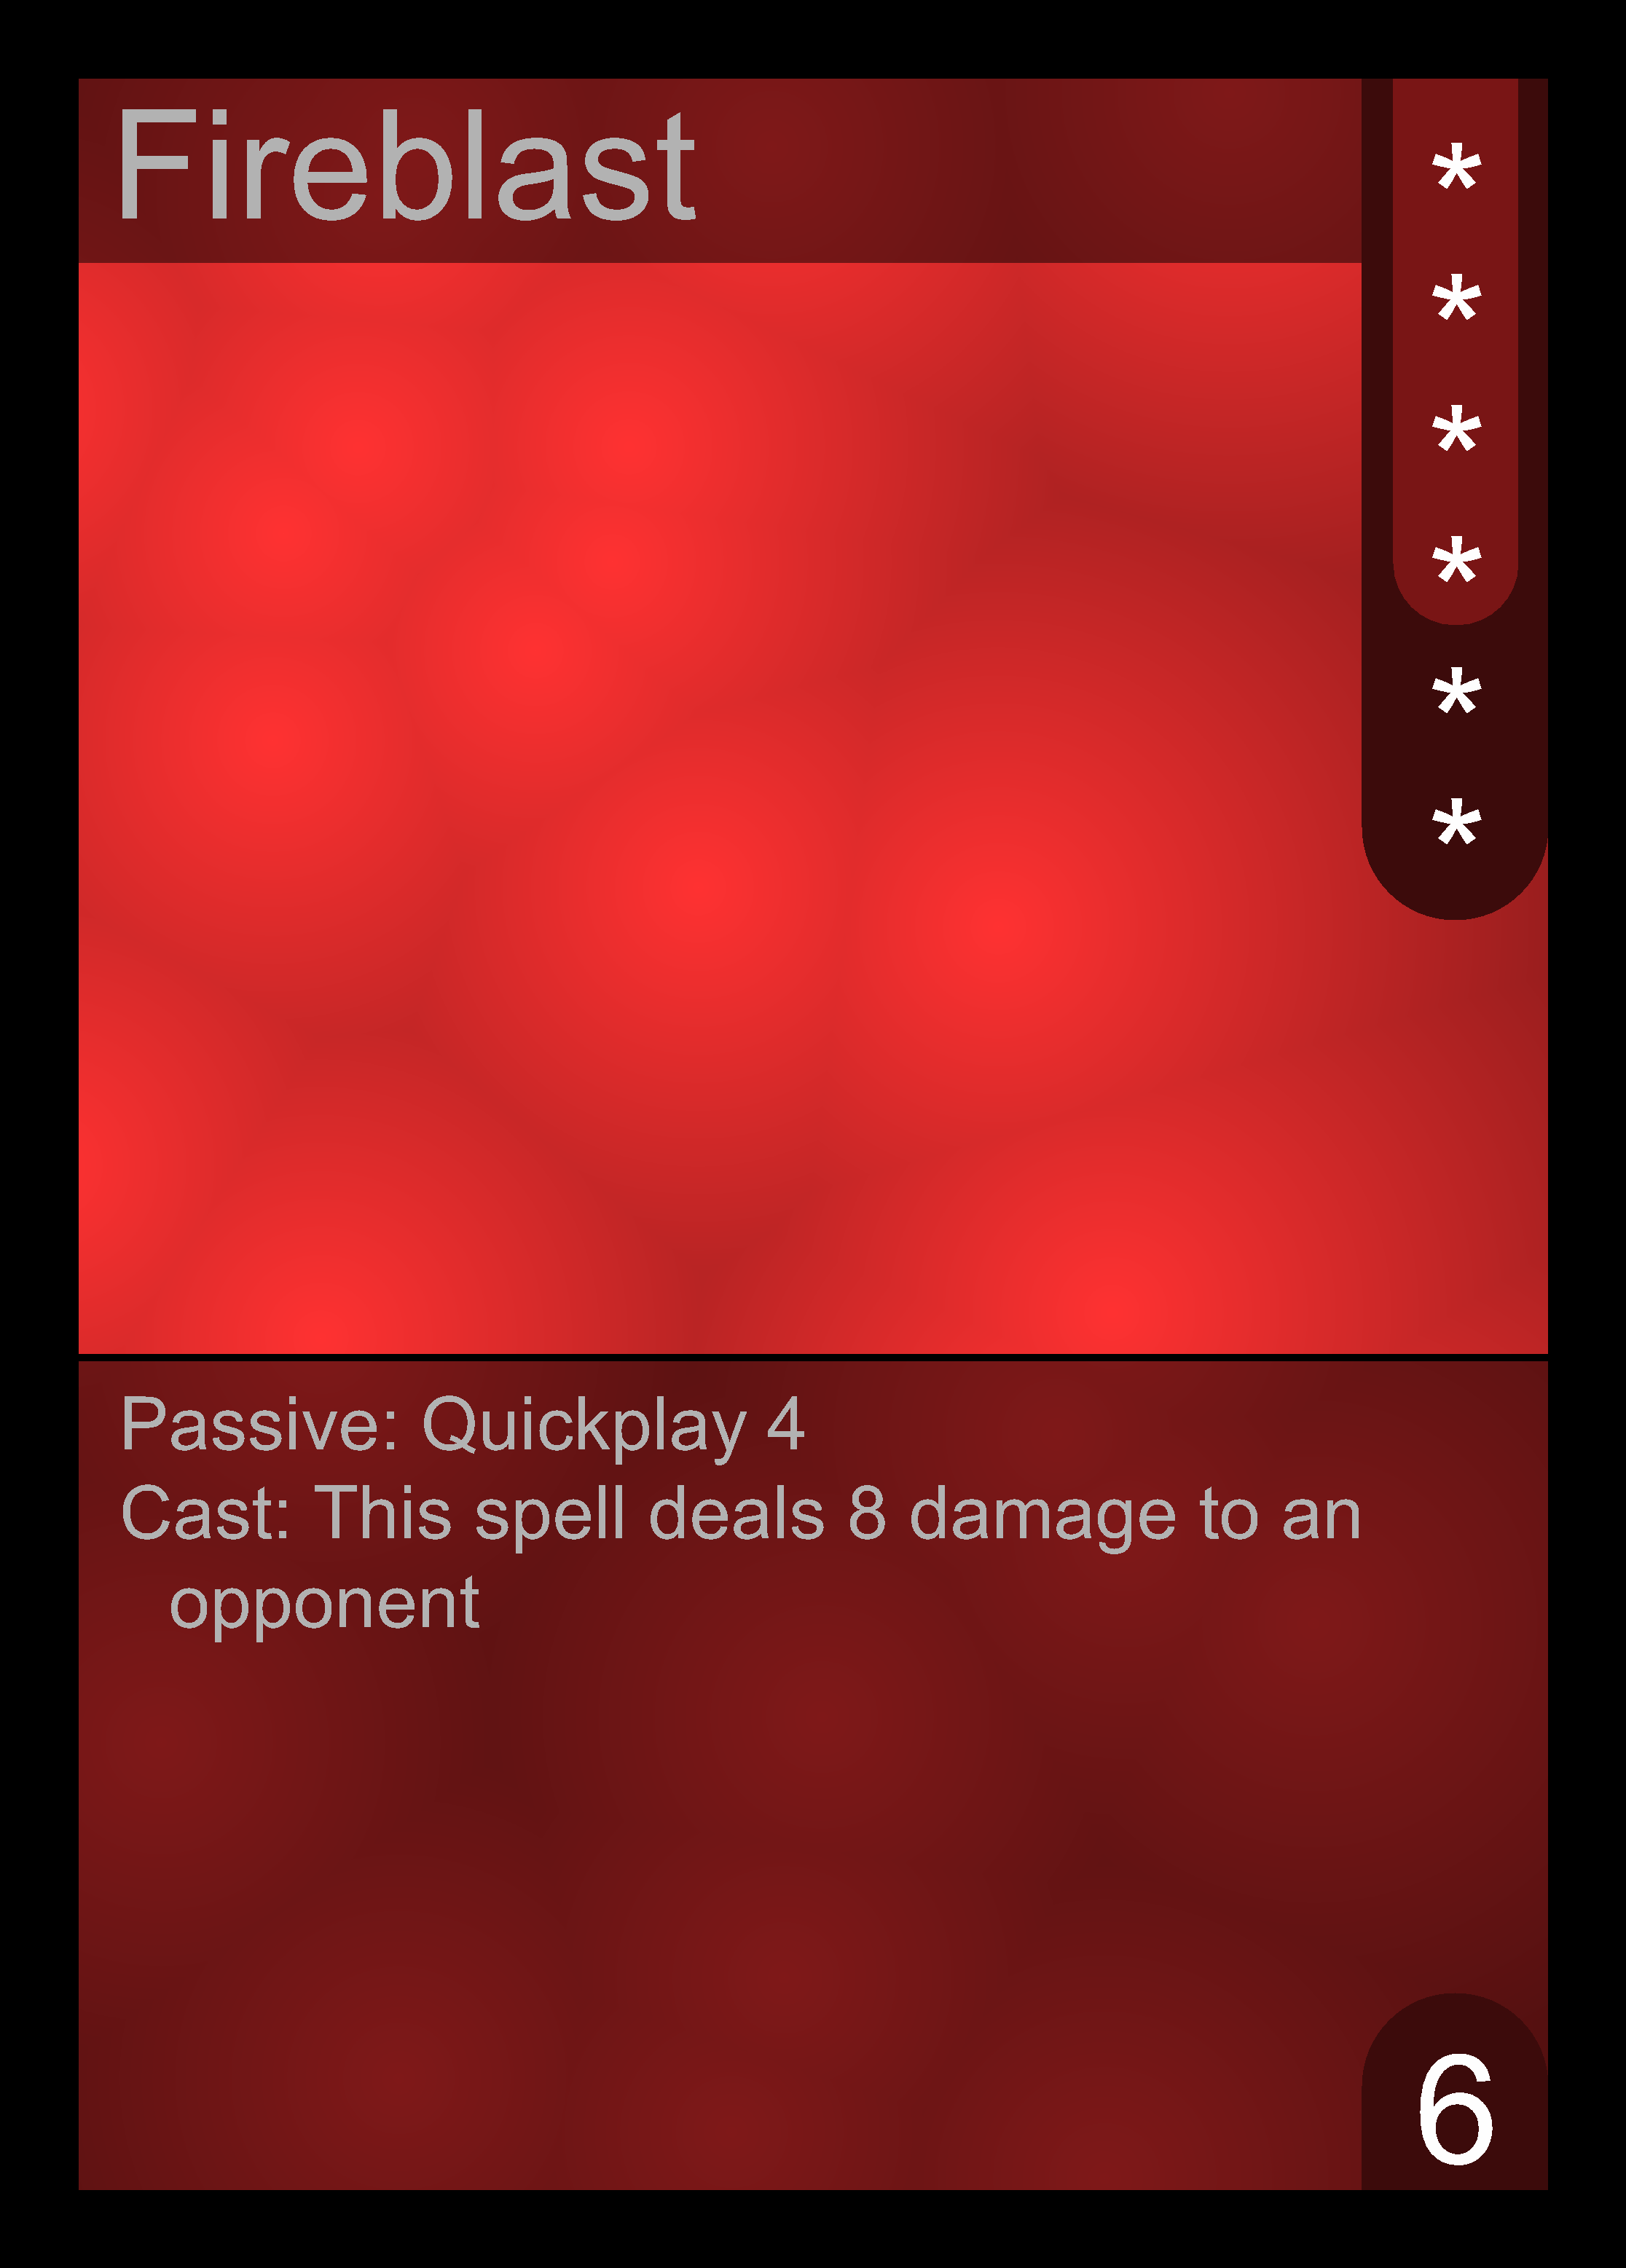 Fireblast
*
*
*
*
*
*
Passive: Quickplay 4
Cast: This spell deals 8 damage to an
opponent
6